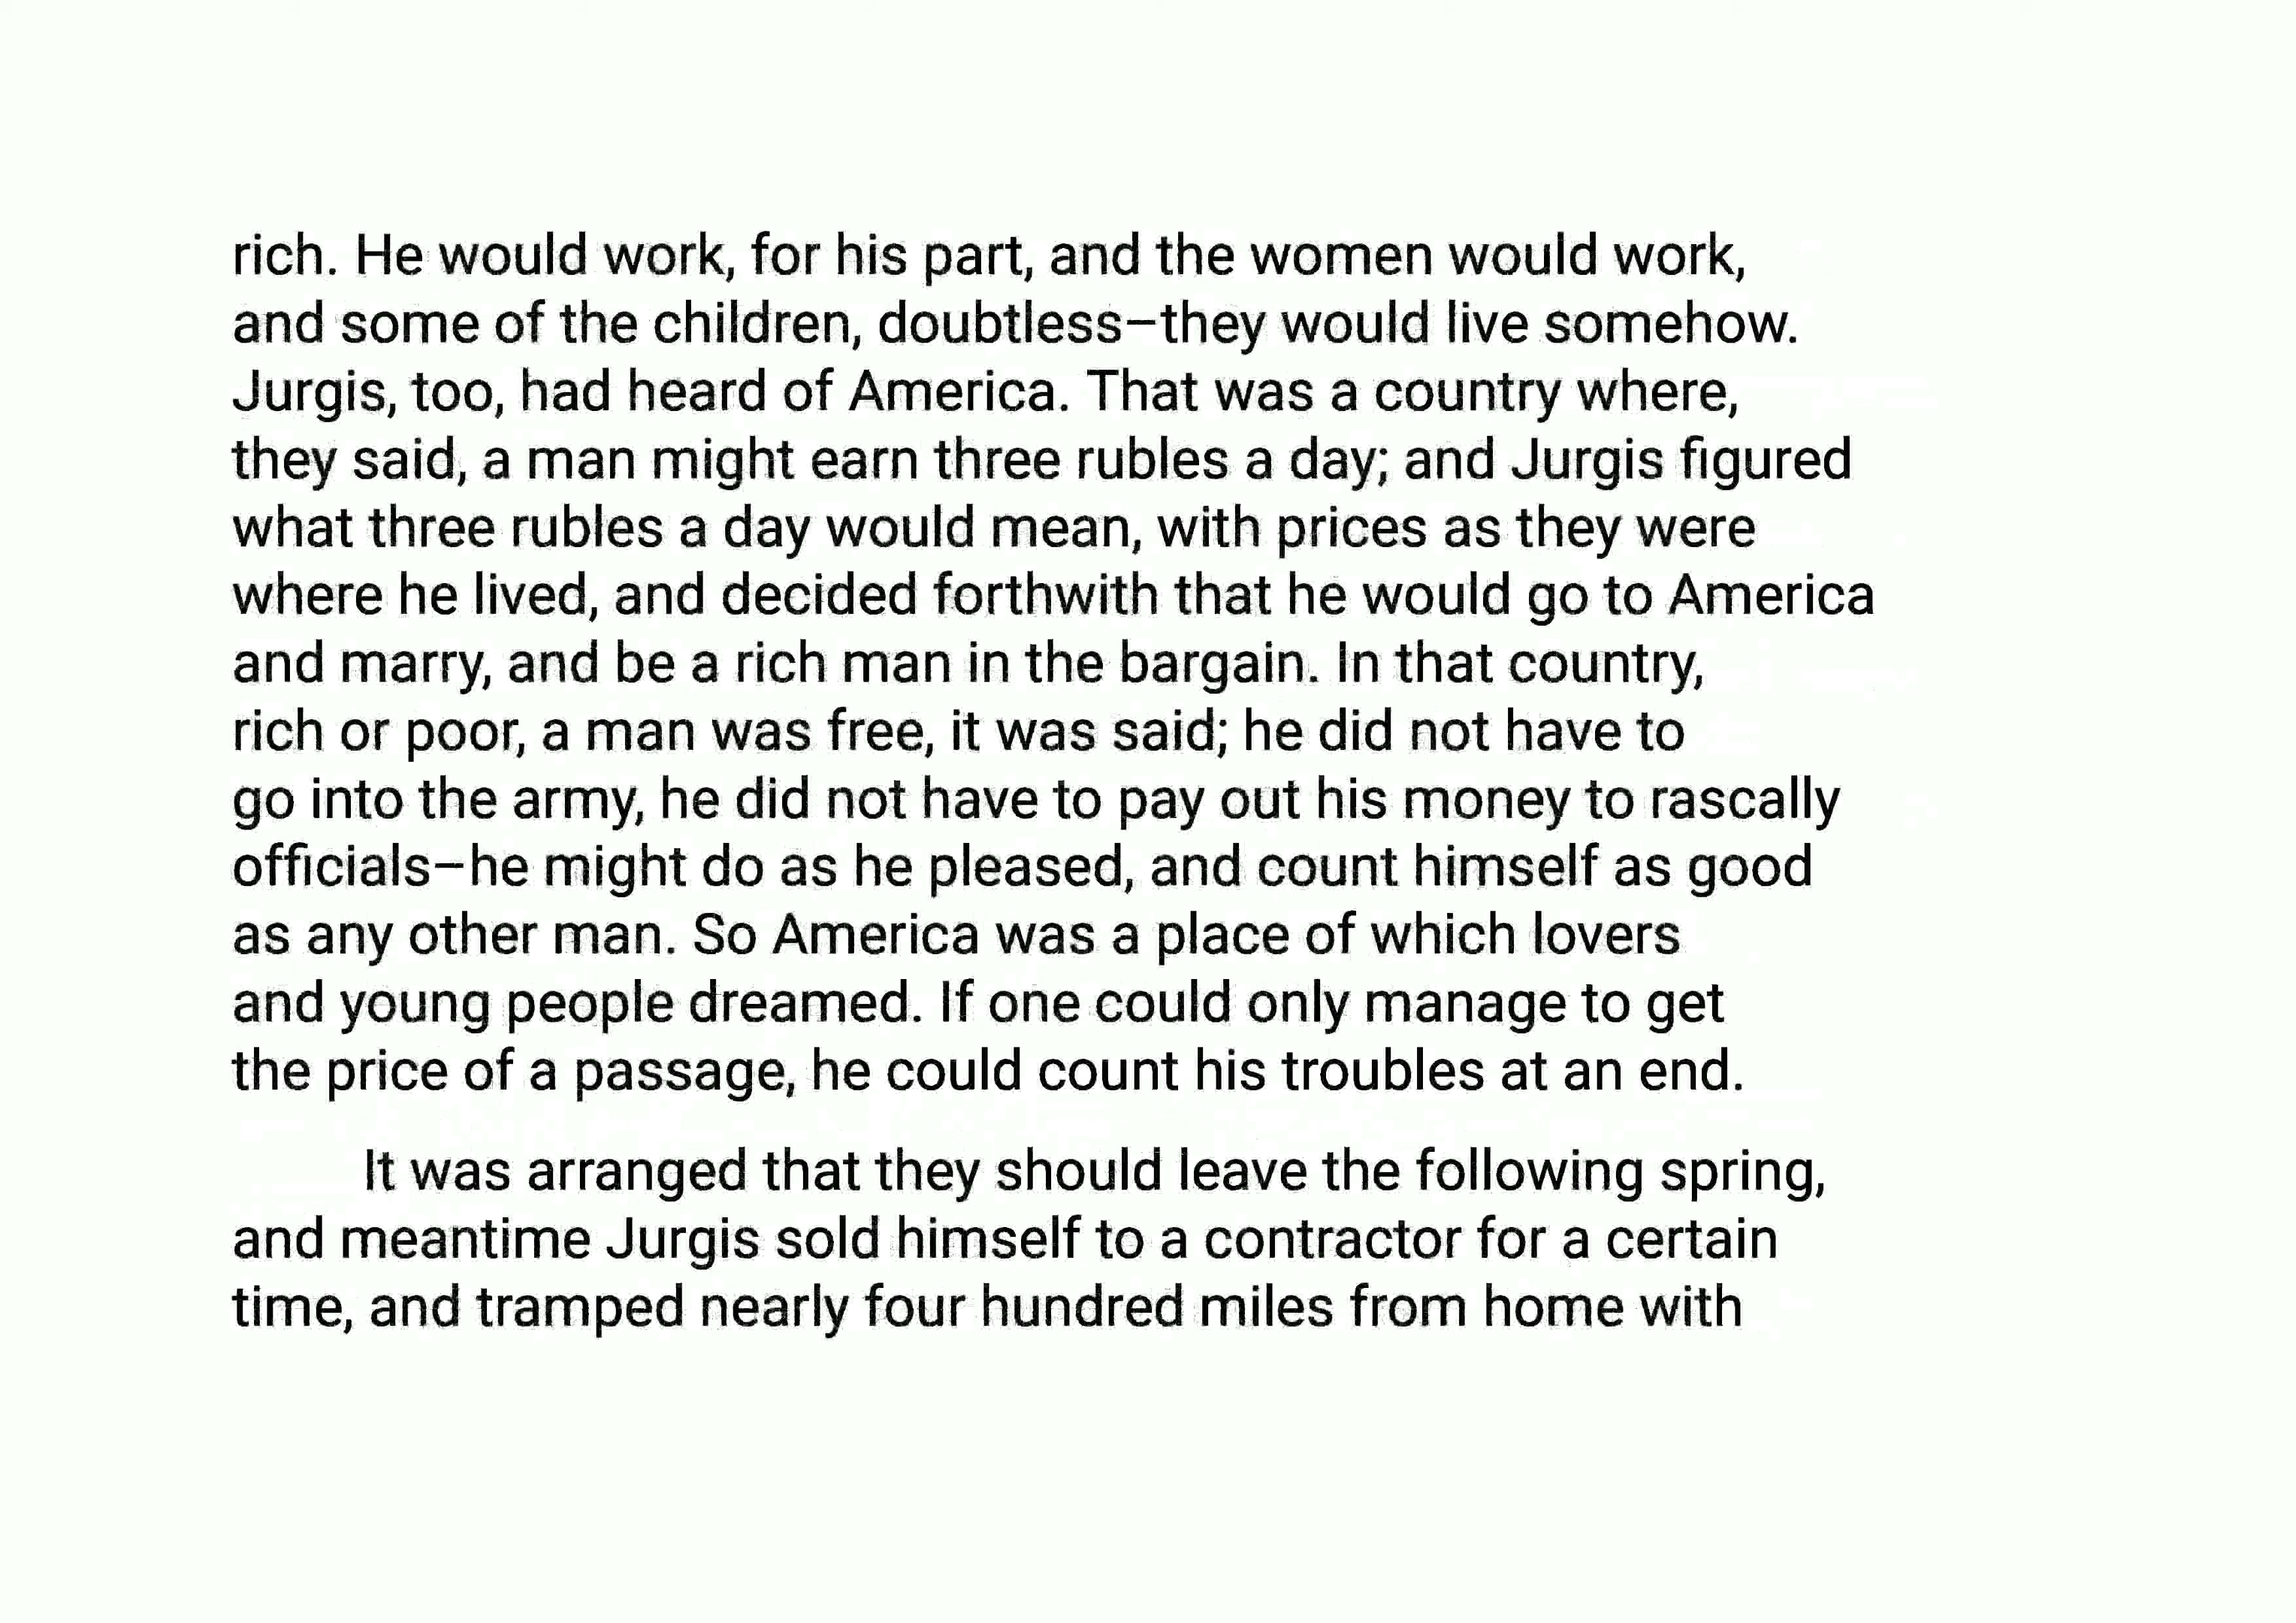 rich. He would work, for his part, and the women would work,
and some of the children, doubtless–they would live somehow.
Jurgis, too, had heard of America. That was a country where,
they said, a man might earn three rubles a day; and Jurgis figured
what three rubles a day would mean, with prices as they were
where he lived, and decided forthwith that he would go to America
and marry, and be a rich man in the bargain. In that country,
rich or poor, a man was free, it was said; he did not have to
go into the army, he did not have to pay out his money to rascally
officials–he might do as he pleased, and count himself as good
as any other man. So America was a place of which lovers
and young people dreamed. If one could only manage to get
the price of a passage, he could count his troubles at an end.
It was arranged that they should leave the following spring,
and meantime Jurgis sold himself to a contractor for a certain
time, and tramped nearly four hundred miles from home with